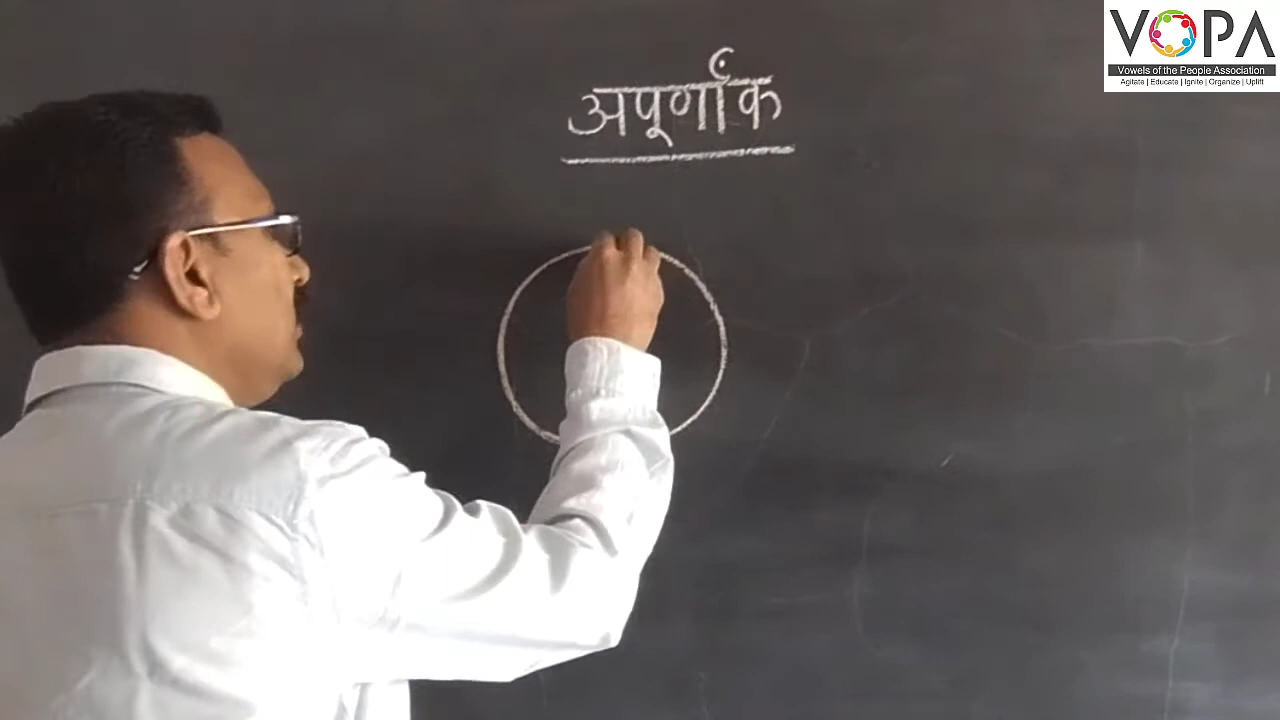 अपूर्णांक
VOPA
Vowels of the People Association
Agitate | Educate | Ignite | Organize | Uplift